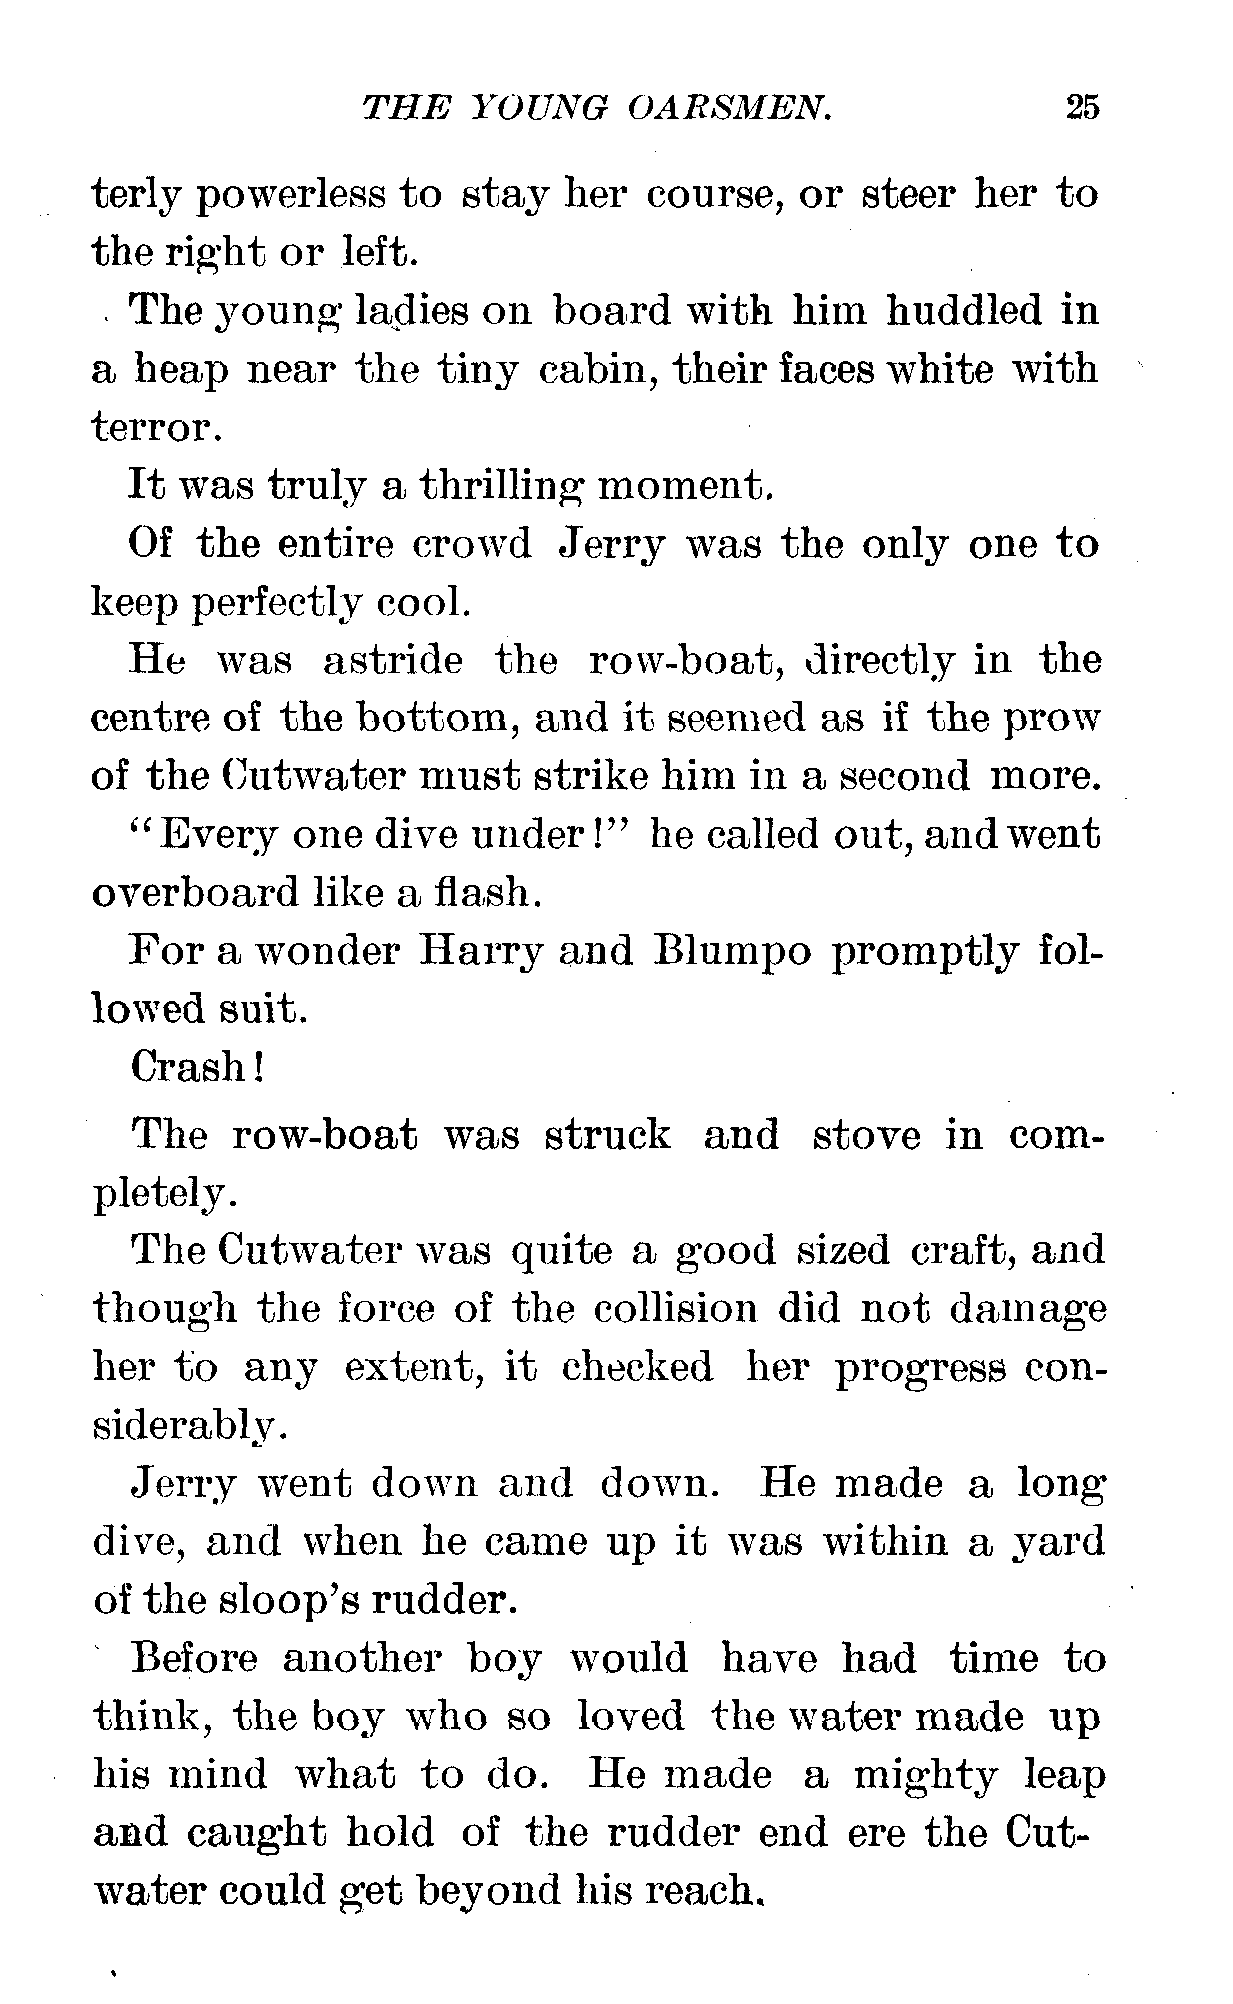 THE YOUNG OARSMEN. 25
terly powerless to stay her course, or steer her to
the right or left.
The young ladies on board with him huddled in
a heap near the tiny cabin, their faces white with
terror.
It was truly a thrilling moment.
Of the entire crowd Jerry was the only one to
keep perfectly cool.
He was astride the row-boat, directly in the
centre of the bottom, and it seemed as if the prow
of the Cutwater must strike him in a second more.
“Every one dive under!” he called out, and went
overboard like a flash.
For a wonder Harry and Blumpo promptly fol-
lowed suit.
Crash!
The row-boat was struck and stove in com-
pletely.
The Cutwater was quite a good sized craft, and
though the force of the collision did not damage
her to any extent, it checked her progress con-
siderably.
Jerry went down and down. He made a long
dive, and when he came up it was within a yard
of the sloop’s rudder.
Before another boy would have had time to
think, the boy who so loved the water made up
his mind what to do. He made a mighty leap
and caught hold of the rudder end ere the Cut-
water could get beyond his reach.